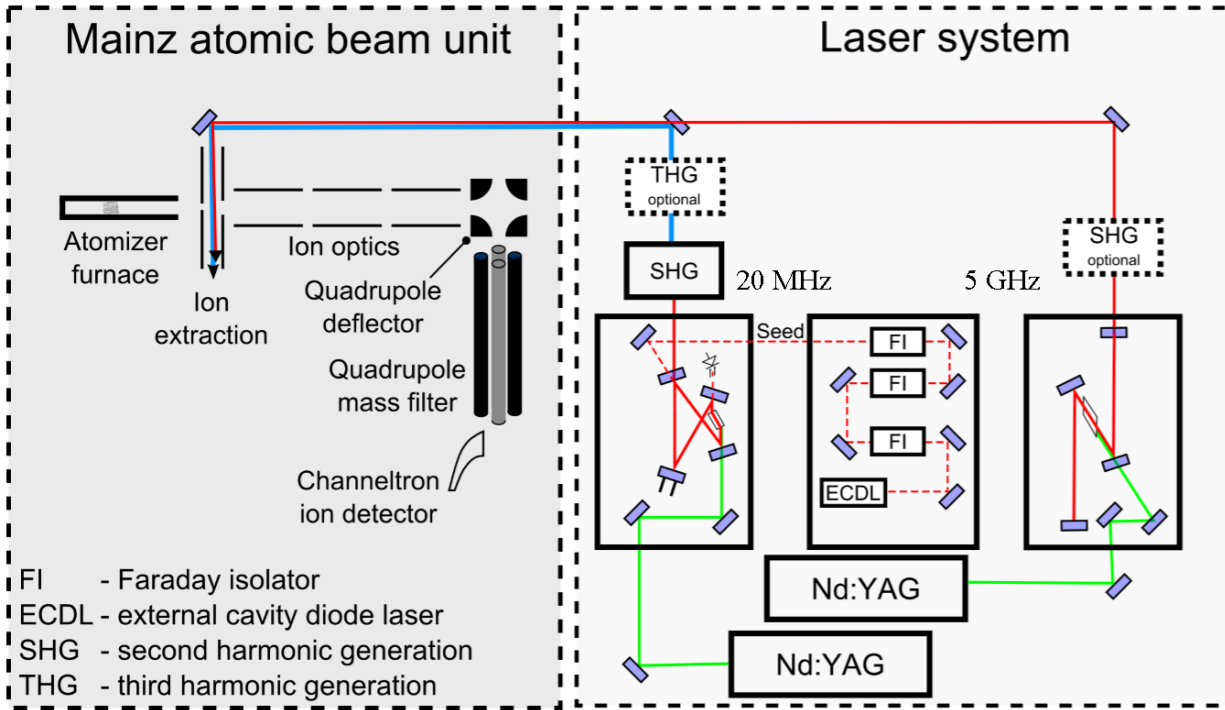 Mainz atomic beam unit
Laser system
THG
optional
SHG
optional
SHG
20 MHz
5 GHz
Atomizer
furnace
Ion optics
Ion
extraction
Quadrupole
deflector
Quadrupole
mass filter
Channeltron
ion detector
Seed
FI
FI
FI
ECDL
Nd:YAG
Nd:YAG
FI - Faraday isolator
ECDL - external cavity diode laser
SHG - second harmonic generation
THG - third harmonic generation